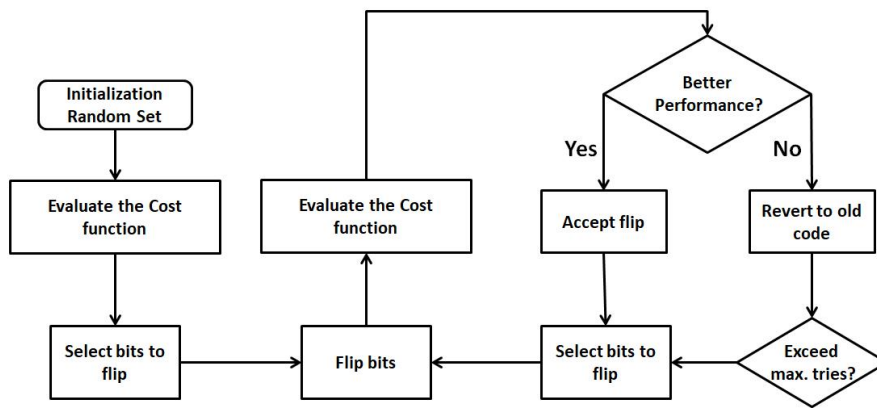 Initialization
Random Set
Evaluate the Cost
function
Select bits to
flip
Flip bits
Evaluate the Cost
function
Better
Performance?
Yes
No
Accept flip
Revert to old
code
Select bits to
flip
Exceed
max. tries?